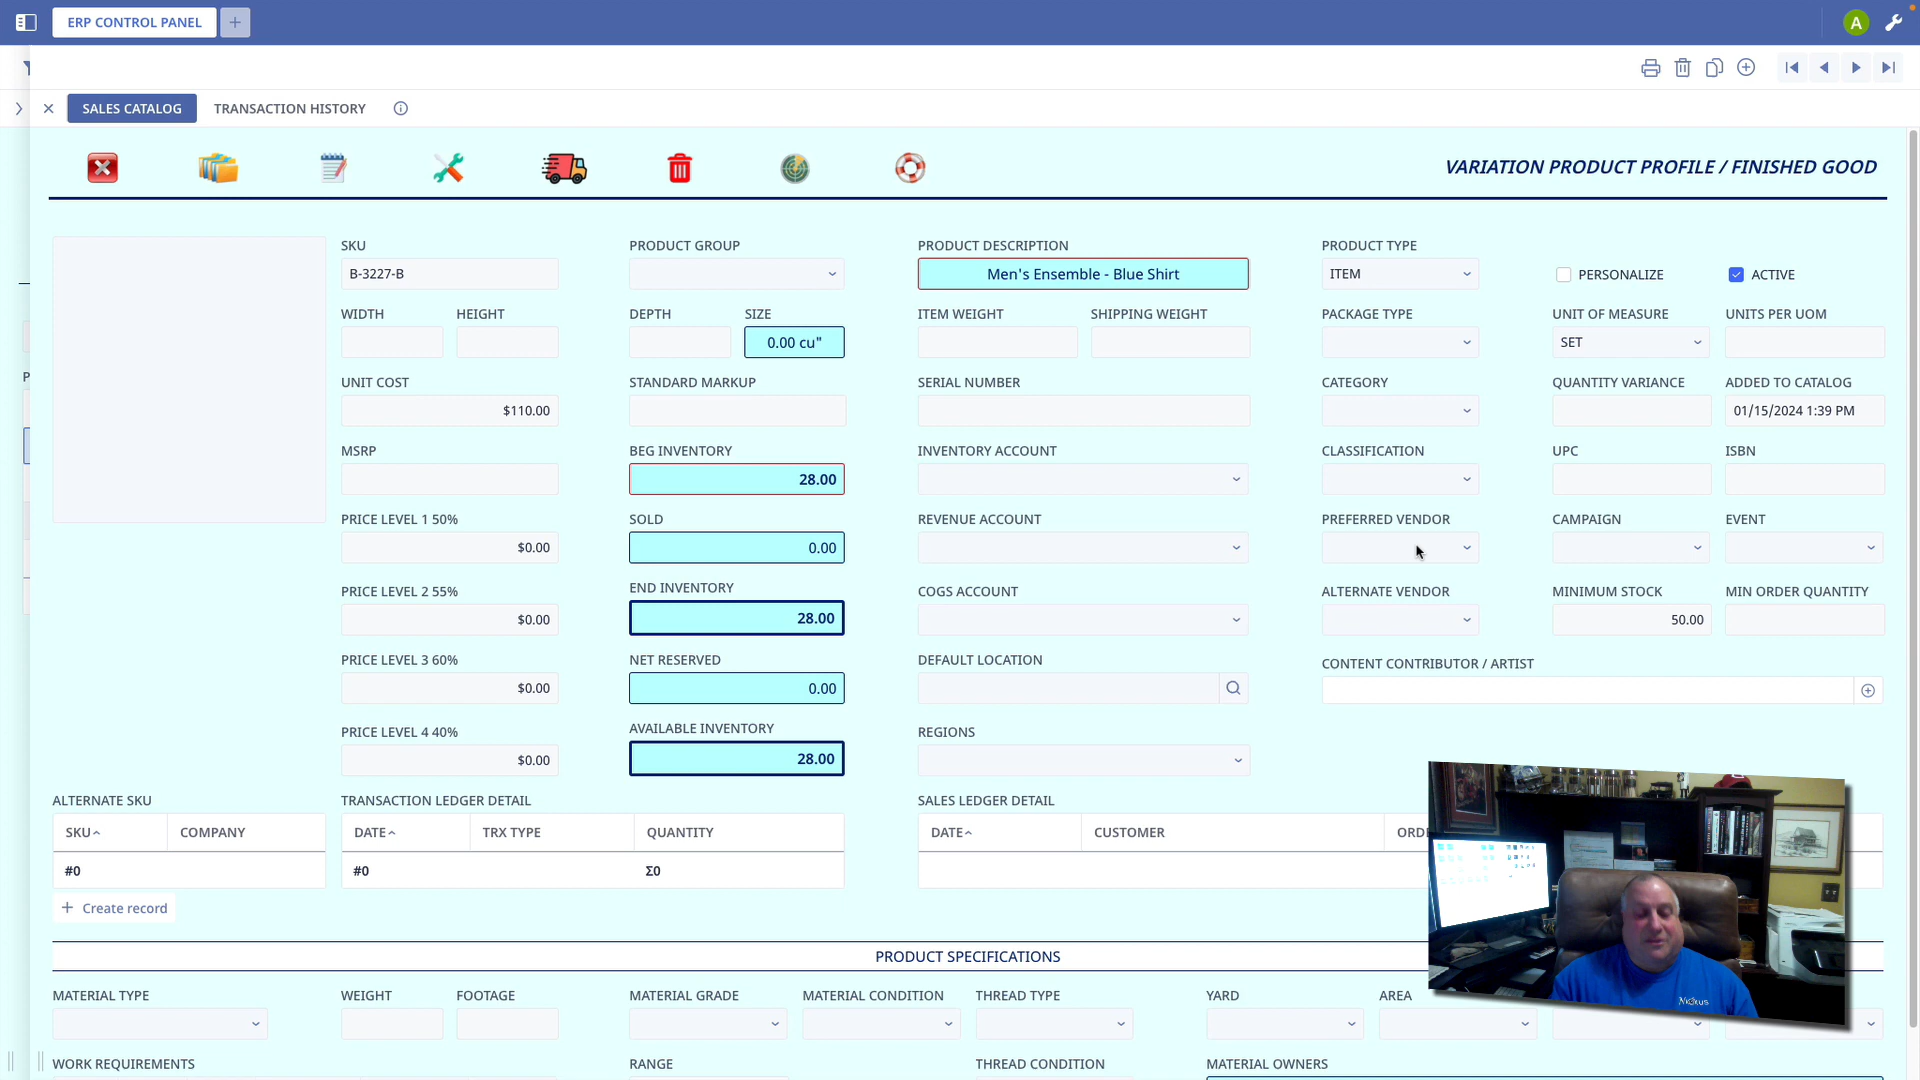 ERP CONTROL PANEL
A
SALES CATALOG TRANSACTION HISTORY
VARIATION PRODUCT PROFILE / FINISHED GOOD
SKU PRODUCT GROUP PRODUCT DESCRIPTION PRODUCT TYPE
B-3227-B Men's Ensemble - Blue Shirt ITEM PERSONALIZE ACTIVE
WIDTH HEIGHT DEPTH SIZE ITEM WEIGHT SHIPPING WEIGHT PACKAGE TYPE UNIT OF MEASURE UNITS PER UOM
0.00 cu" SET
UNIT COST STANDARD MARKUP SERIAL NUMBER CATEGORY QUANTITY VARIANCE ADDED TO CATALOG
$110.00 01/15/2024 1:39 PM
MSRP BEG INVENTORY INVENTORY ACCOUNT CLASSIFICATION UPC ISBN
28.00
PRICE LEVEL 1 50% SOLD REVENUE ACCOUNT PREFERRED VENDOR CAMPAIGN EVENT
$0.00 0.00
PRICE LEVEL 2 55% END INVENTORY COGS ACCOUNT ALTERNATE VENDOR MINIMUM STOCK MIN ORDER QUANTITY
$0.00 28.00 50.00
PRICE LEVEL 3 60% NET RESERVED DEFAULT LOCATION CONTENT CONTRIBUTOR / ARTIST
$0.00 0.00
PRICE LEVEL 4 40% AVAILABLE INVENTORY REGIONS
$0.00 28.00
ALTERNATE SKU TRANSACTION LEDGER DETAIL SALES LEDGER DETAIL
SKU COMPANY DATE TRX TYPE QUANTITY DATE CUSTOMER ORDE
#0 #0 Σ0
+ Create record
PRODUCT SPECIFICATIONS
MATERIAL TYPE WEIGHT FOOTAGE MATERIAL GRADE MATERIAL CONDITION THREAD TYPE YARD AREA
WORK REQUIREMENTS RANGE THREAD CONDITION MATERIAL OWNERS